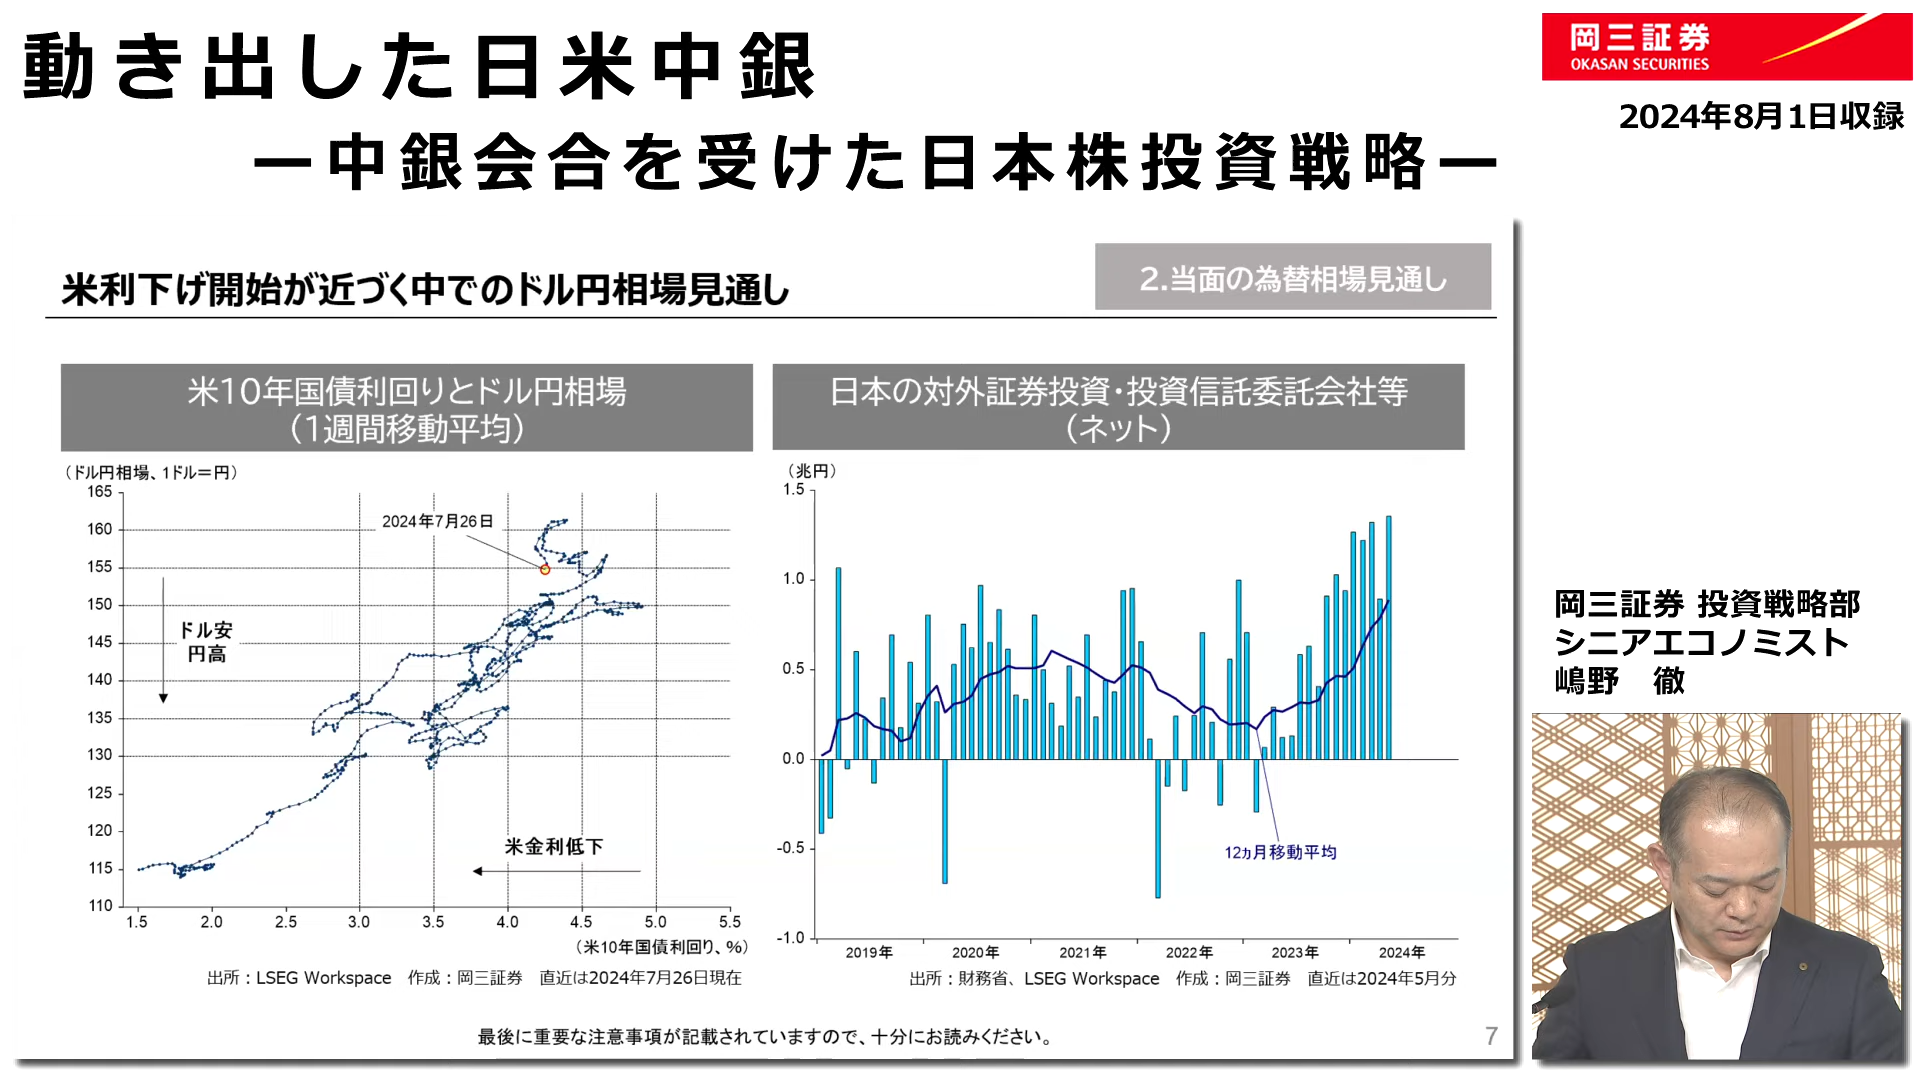 動き出した日米中銀
ー中銀会合を受けた日本株投資戦略ー
岡三証券
OKASAN SECURITIES
2024年8月1日収録
米利下げ開始が近づく中でのドル円相場見通し
2.当面の為替相場見通し
米10年国債利回りとドル円相場
（1週間移動平均）
（ドル円相場、1ドル＝円）
165
160
155
150
145
140
135
130
125
120
115
110
2024年7月26日
ドル安
円高
米金利低下
1.5 2.0 2.5 3.0 3.5 4.0 4.5 5.0 5.5
（米10年国債利回り、%）
出所：LSEG Workspace　作成：岡三証券　直近は2024年7月26日現在
日本の対外証券投資・投資信託委託会社等
（ネット）
（兆円）
1.5
1.0
0.5
0.0
-0.5
-1.0
12ヵ月移動平均
2019年 2020年 2021年 2022年 2023年 2024年
出所：財務省、LSEG Workspace　作成：岡三証券　直近は2024年5月分
最後に重要な注意事項が記載されていますので、十分にお読みください。
7
岡三証券 投資戦略部
シニアエコノミスト
嶋野　徹